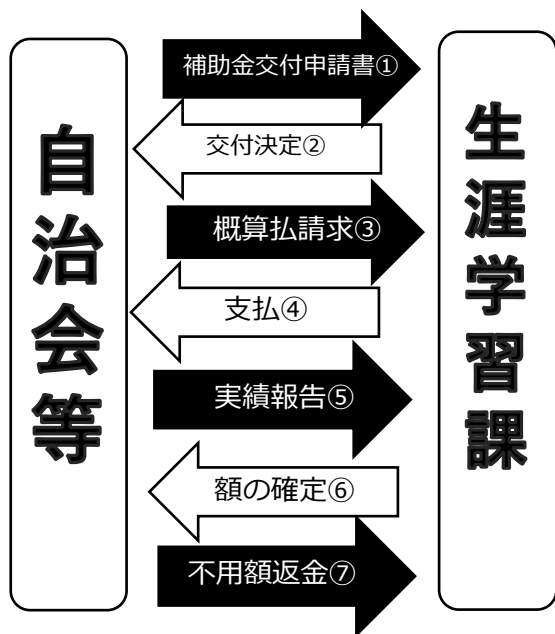 自治会等
補助金交付申請書①
交付決定②
概算払請求③
支払④
実績報告⑤
額の確定⑥
不用額返金⑦
生涯学習課